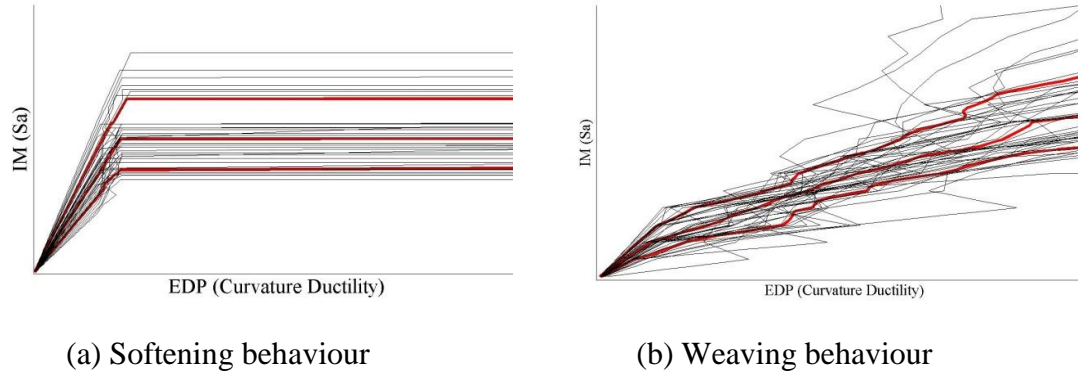 IM (Sa)
EDP (Curvature Ductility)
(a) Softening behaviour
IM (Sa)
EDP (Curvature Ductility)
(b) Weaving behaviour